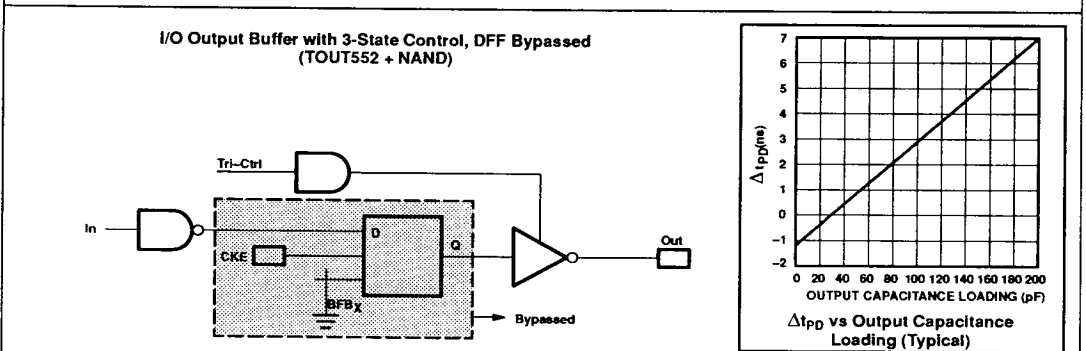 I/O Output Buffer with 3-State Control, DFF Bypassed
(TOUT552 + NAND)
Tri–Ctrl
In
D
Q
CKE
BFBX
Bypassed
Out
7
6
5
4
3
2
1
0
–1
–2
ΔtPD(ns)
0 20 40 60 80 100 120 140 160 180 200
OUTPUT CAPACITANCE LOADING (pF)
ΔtPD vs Output Capacitance
Loading (Typical)